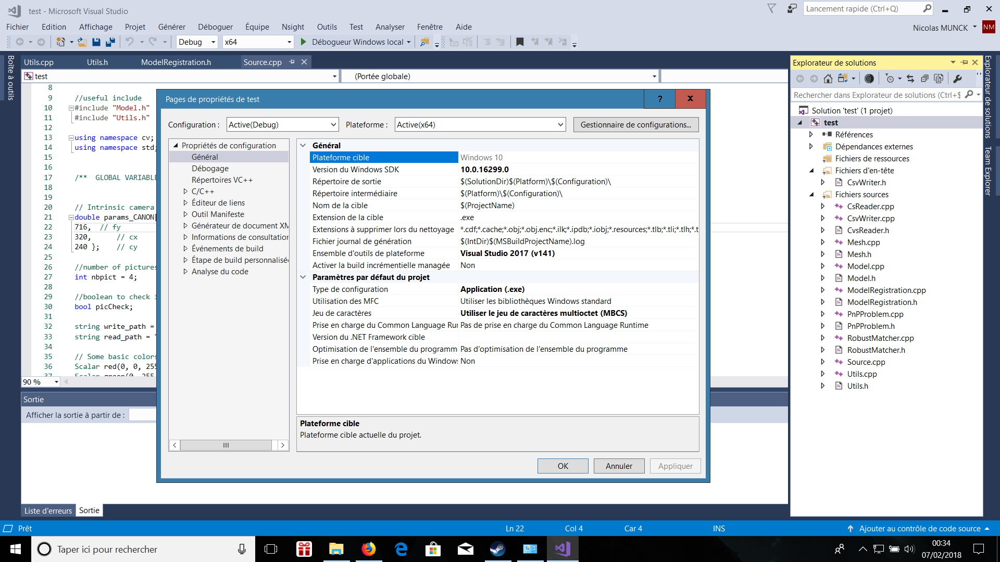 test - Microsoft Visual Studio
Lancement rapide (Ctrl+Q)
Fichier Edition Affichage Projet Générer Déboguer Équipe Nsight Outils Test Analyser Fenêtre Aide
Nicolas MUNCK NM
Debug x64 Débogueur Windows local
Boîte à outils
Utils.cpp Utils.h ModelRegistration.h Source.cpp
test (Portée globale)
8
9 //useful include
10 #include "Model.h"
11 #include "Utils.h"
12
13 using namespace cv;
14 using namespace std;
15
16
17 /** GLOBAL VARIABLE
18
19
20 // Intrinsic camera
21 double params_CANON[
22 716, // fy
23 320, // cx
24 240 }; // cy
25
26 //number of pictures
27 int nbpict = 4;
28
29 //boolean to check i
30 bool picCheck;
31
32 string write_path =
33 string read_path = "
34
35 // Some basic colors
36 Scalar red(0, 0, 255
37 Scalar green(0, 255
90 %
Sortie
Afficher la sortie à partir de :
Liste d'erreurs Sortie
Pages de propriétés de test
? x
Configuration : Active(Debug) Plateforme : Active(x64) Gestionnaire de configurations...
Propriétés de configuration
Général
Débogage
Répertoires VC++
C/C++
Éditeur de liens
Outil Manifeste
Générateur de document XM
Informations de consultation
Événements de build
Étape de build personnalisée
Analyse du code
Général
Plateforme cible Windows 10
Version du Windows SDK 10.0.16299.0
Répertoire de sortie $(SolutionDir)$(Platform)\$(Configuration)\
Répertoire intermédiaire $(Platform)\$(Configuration)\
Nom de la cible $(ProjectName)
Extension de la cible .exe
Extensions à supprimer lors du nettoyage *.cdf;*.cache;*.obj;*.obj.enc;*.ilk;*.ipdb;*.iobj;*.resources;*.tlb;*.tli;*.tlh;*.t
Fichier journal de génération $(IntDir)$(MSBuildProjectName).log
Ensemble d'outils de plateforme Visual Studio 2017 (v141)
Activer la build incrémentielle managée Non
Paramètres par défaut du projet
Type de configuration Application (.exe)
Utilisation des MFC Utiliser les bibliothèques Windows standard
Jeu de caractères Utiliser le jeu de caractères multioctet (MBCS)
Prise en charge du Common Language Run Pas de prise en charge du Common Language Runtime
Version du .NET Framework cible
Optimisation de l'ensemble du programme Pas d'optimisation de l'ensemble du programme
Prise en charge d'applications du Windows Non
Plateforme cible
Plateforme cible actuelle du projet.
OK Annuler Appliquer
Explorateur de solutions
Rechercher dans Explorateur de solutions (Ctrl+$
Solution 'test' (1 projet)
test
Références
Dépendances externes
Fichiers de ressources
Fichiers d'en-tête
CsvWriter.h
Fichiers sources
CsReader.cpp
CsvWriter.cpp
CvsReader.h
Mesh.cpp
Mesh.h
Model.cpp
Model.h
ModelRegistration.cpp
ModelRegistration.h
PnPProblem.cpp
PnPProblem.h
RobustMatcher.cpp
RobustMatcher.h
Source.cpp
Utils.cpp
Utils.h
Explorateur de solutions
Team Explorer
Prêt Ln 22 Col 4 Car 4 INS Ajouter au contrôle de code source
Taper ici pour rechercher
00:34
07/02/2018